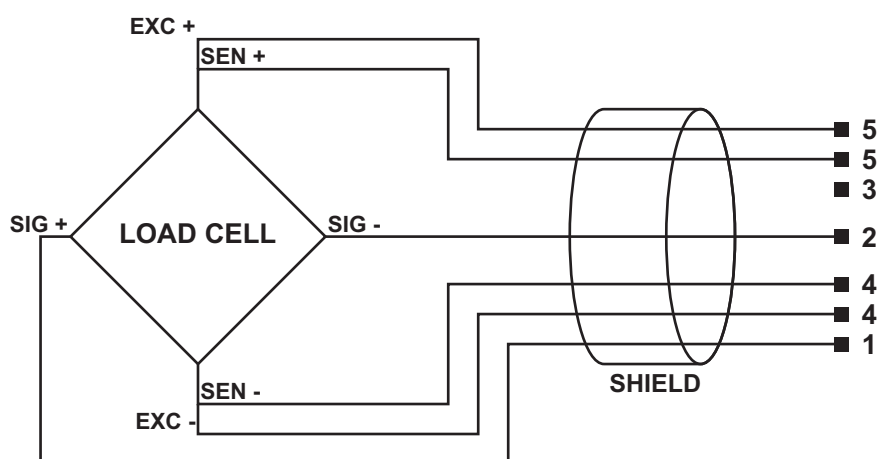 EXC +
SEN +
5
5
3
SIG +
LOAD CELL
SIG -
2
4
4
1
SHIELD
SEN -
EXC -